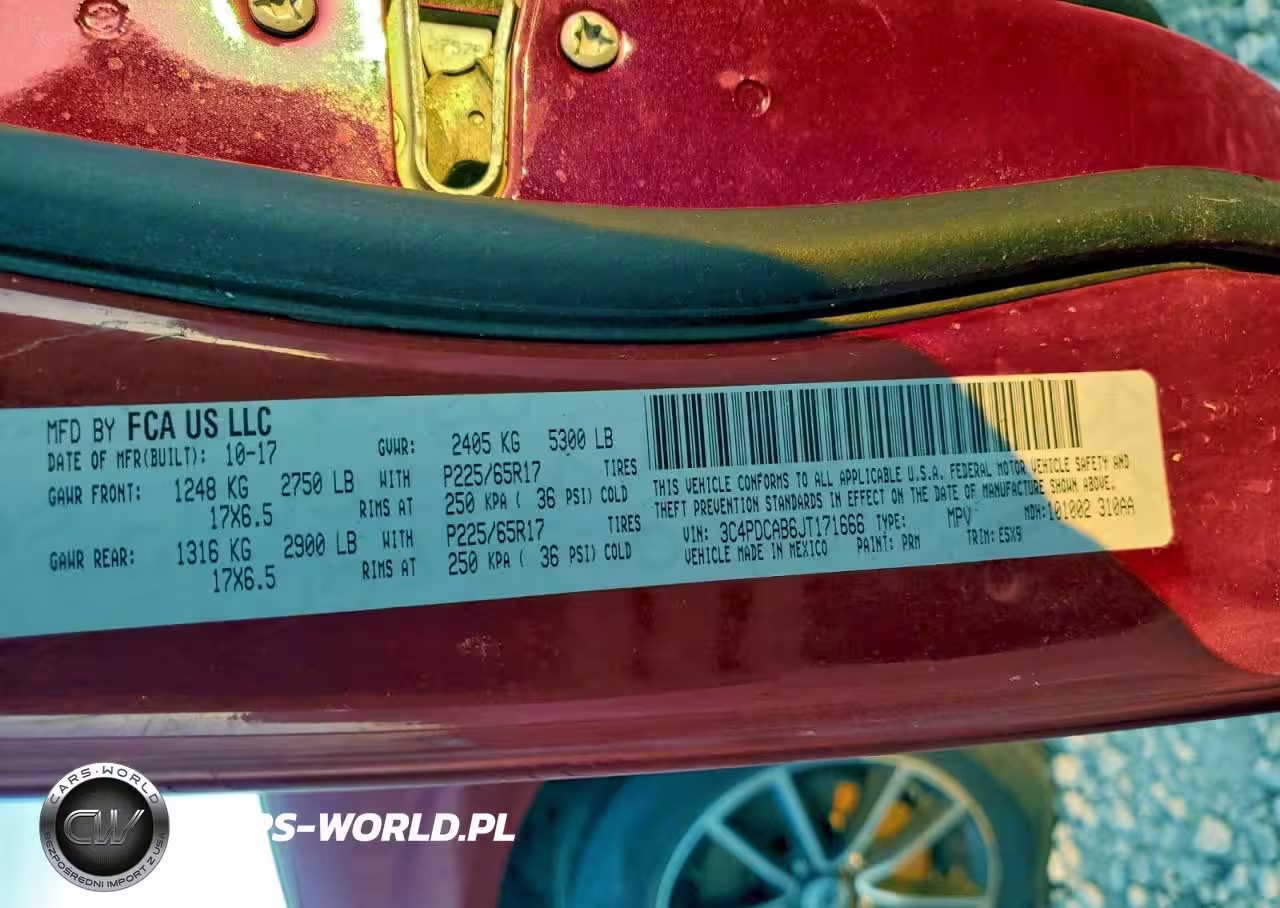 MFD BY FCA US LLC
DATE OF MFR(BUILT): 10-17 GVWR: 2405 KG 5300 LB
GAWR FRONT: 1248 KG 2750 LB WITH P225/65R17 TIRES
17X6.5 RIMS AT 250 KPA ( 36 PSI) COLD
GAWR REAR: 1316 KG 2900 LB WITH P225/65R17 TIRES
17X6.5 RIMS AT 250 KPA ( 36 PSI) COLD
THIS VEHICLE CONFORMS TO ALL APPLICABLE U.S.A. FEDERAL MOTOR VEHICLE SAFETY AND
THEFT PREVENTION STANDARDS IN EFFECT ON THE DATE OF MANUFACTURE SHOWN ABOVE.
VIN: 3C4PDCAB6JT171666 TYPE: MPV MDH:101002 310AA
VEHICLE MADE IN MEXICO PAINT: PRM TRIM: E5X9
CARS-WORLD
CW
BEZPOŚREDNI IMPORT Z USA
RS-WORLD.PL